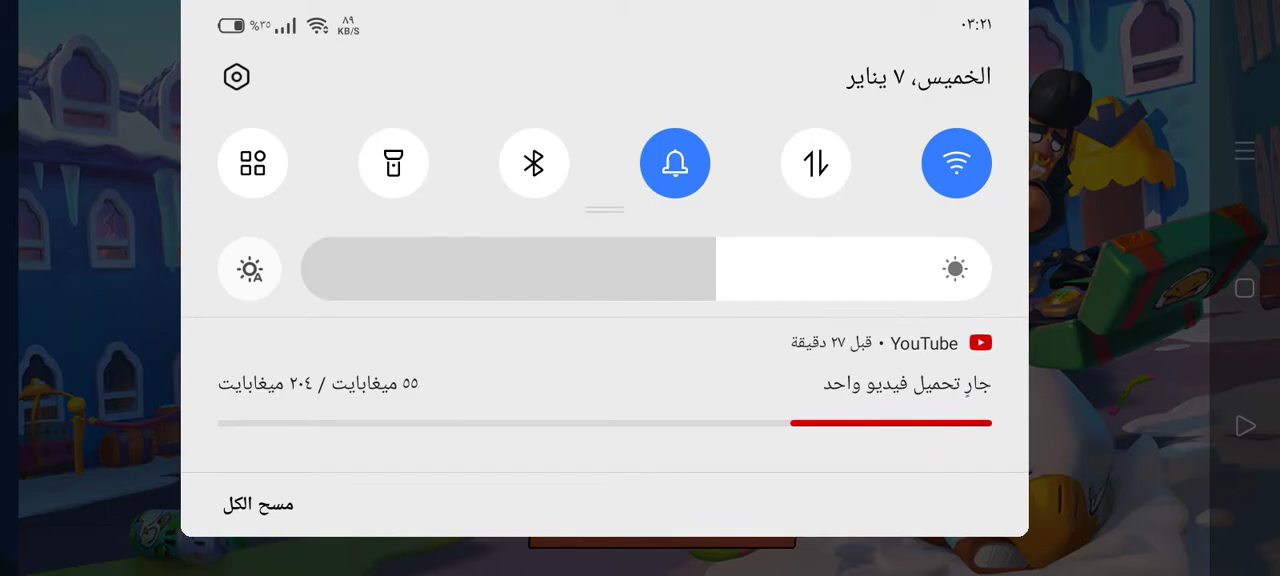 ٠٣:٢١
٨٩ KB/S
%٣٥
الخميس، ٧ يناير
A
YouTube • قبل ٢٧ دقيقة
جارٍ تحميل فيديو واحد
٥٥ ميغابايت / ٢٠٤ ميغابايت
مسح الكل